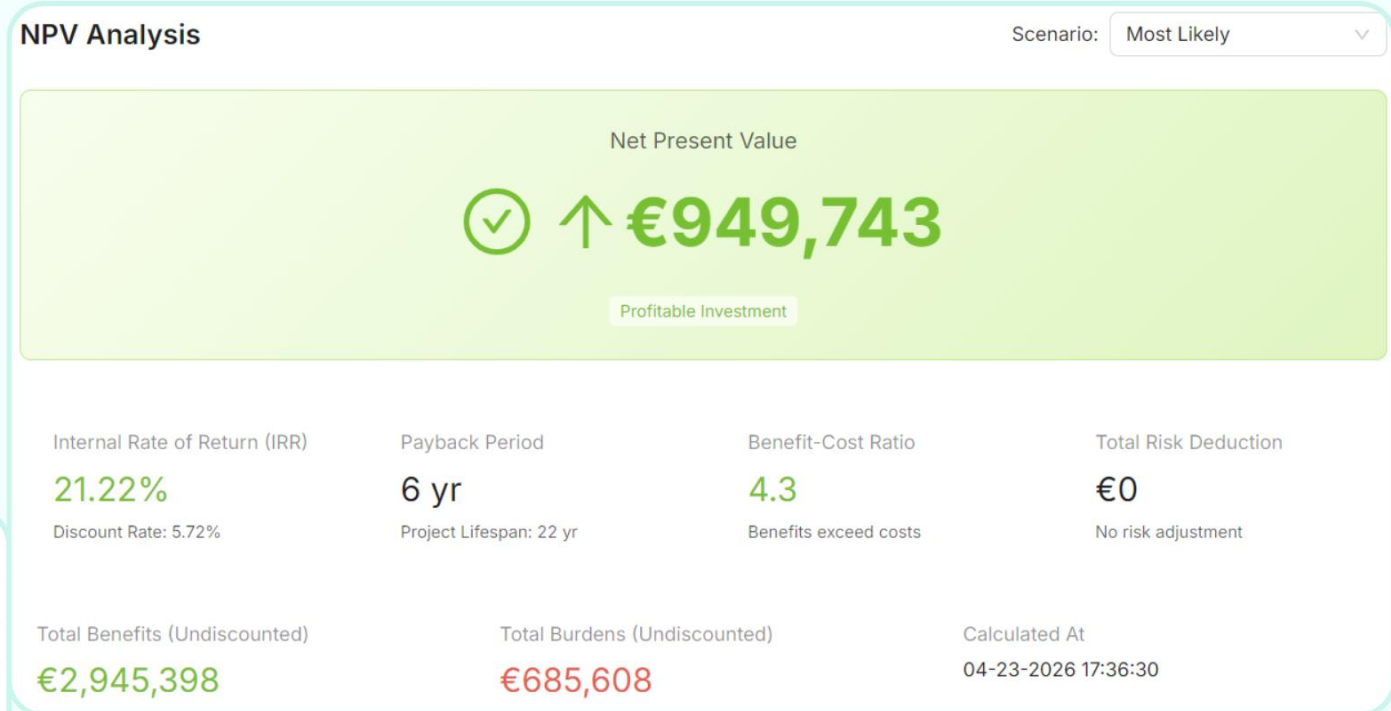 NPV Analysis
Scenario: Most Likely
Net Present Value
€949,743
Profitable Investment
Internal Rate of Return (IRR)
21.22%
Discount Rate: 5.72%
Payback Period
6 yr
Project Lifespan: 22 yr
Benefit-Cost Ratio
4.3
Benefits exceed costs
Total Risk Deduction
€0
No risk adjustment
Total Benefits (Undiscounted)
€2,945,398
Total Burdens (Undiscounted)
€685,608
Calculated At
04-23-2026 17:36:30